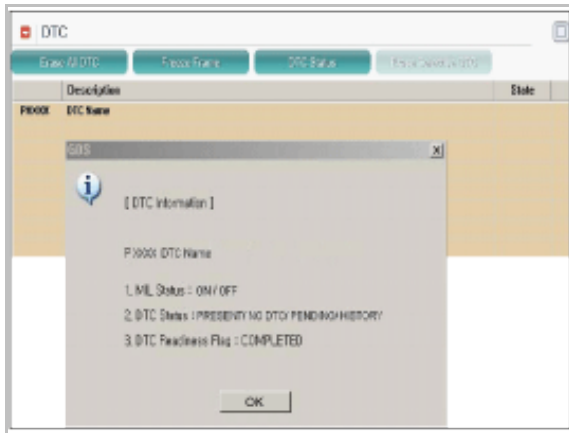 DTC
Erase All DTC Freeze Frame DTC Status
Description State
PXXXX DTC Name
GDS
[ DTC Information ]
P XXXX DTC Name
1. MIL Status : ON / OFF
2. DTC Status : PRESENT/ NO DTC/ PENDING/HISTORY
3. DTC Readiness Flag : COMPLETED
OK